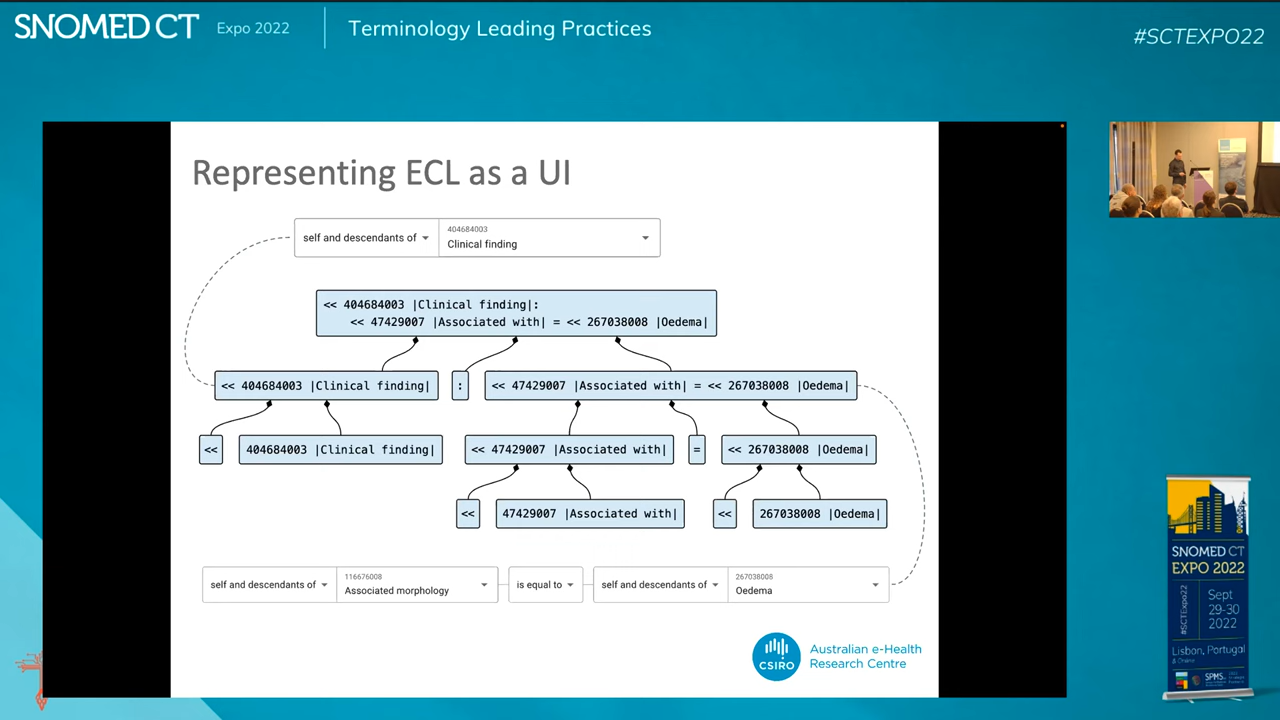 SNOMED CT Expo 2022 Terminology Leading Practices
#SCTEXPO22
Representing ECL as a UI
self and descendants of
404684003
Clinical finding
<< 404684003 |Clinical finding|:
<< 47429007 |Associated with| = << 267038008 |Oedema|
<< 404684003 |Clinical finding|
:
<< 47429007 |Associated with| = << 267038008 |Oedema|
<<
404684003 |Clinical finding|
<< 47429007 |Associated with|
=
<< 267038008 |Oedema|
<<
47429007 |Associated with|
<<
267038008 |Oedema|
self and descendants of
116676008
Associated morphology
is equal to
self and descendants of
267038008
Oedema
CSIRO
Australian e-Health
Research Centre
SNOMED CT
EXPO 2022
#SCTExpo22
Sept
29-30
2022
Lisbon, Portugal
& Online
SPMS